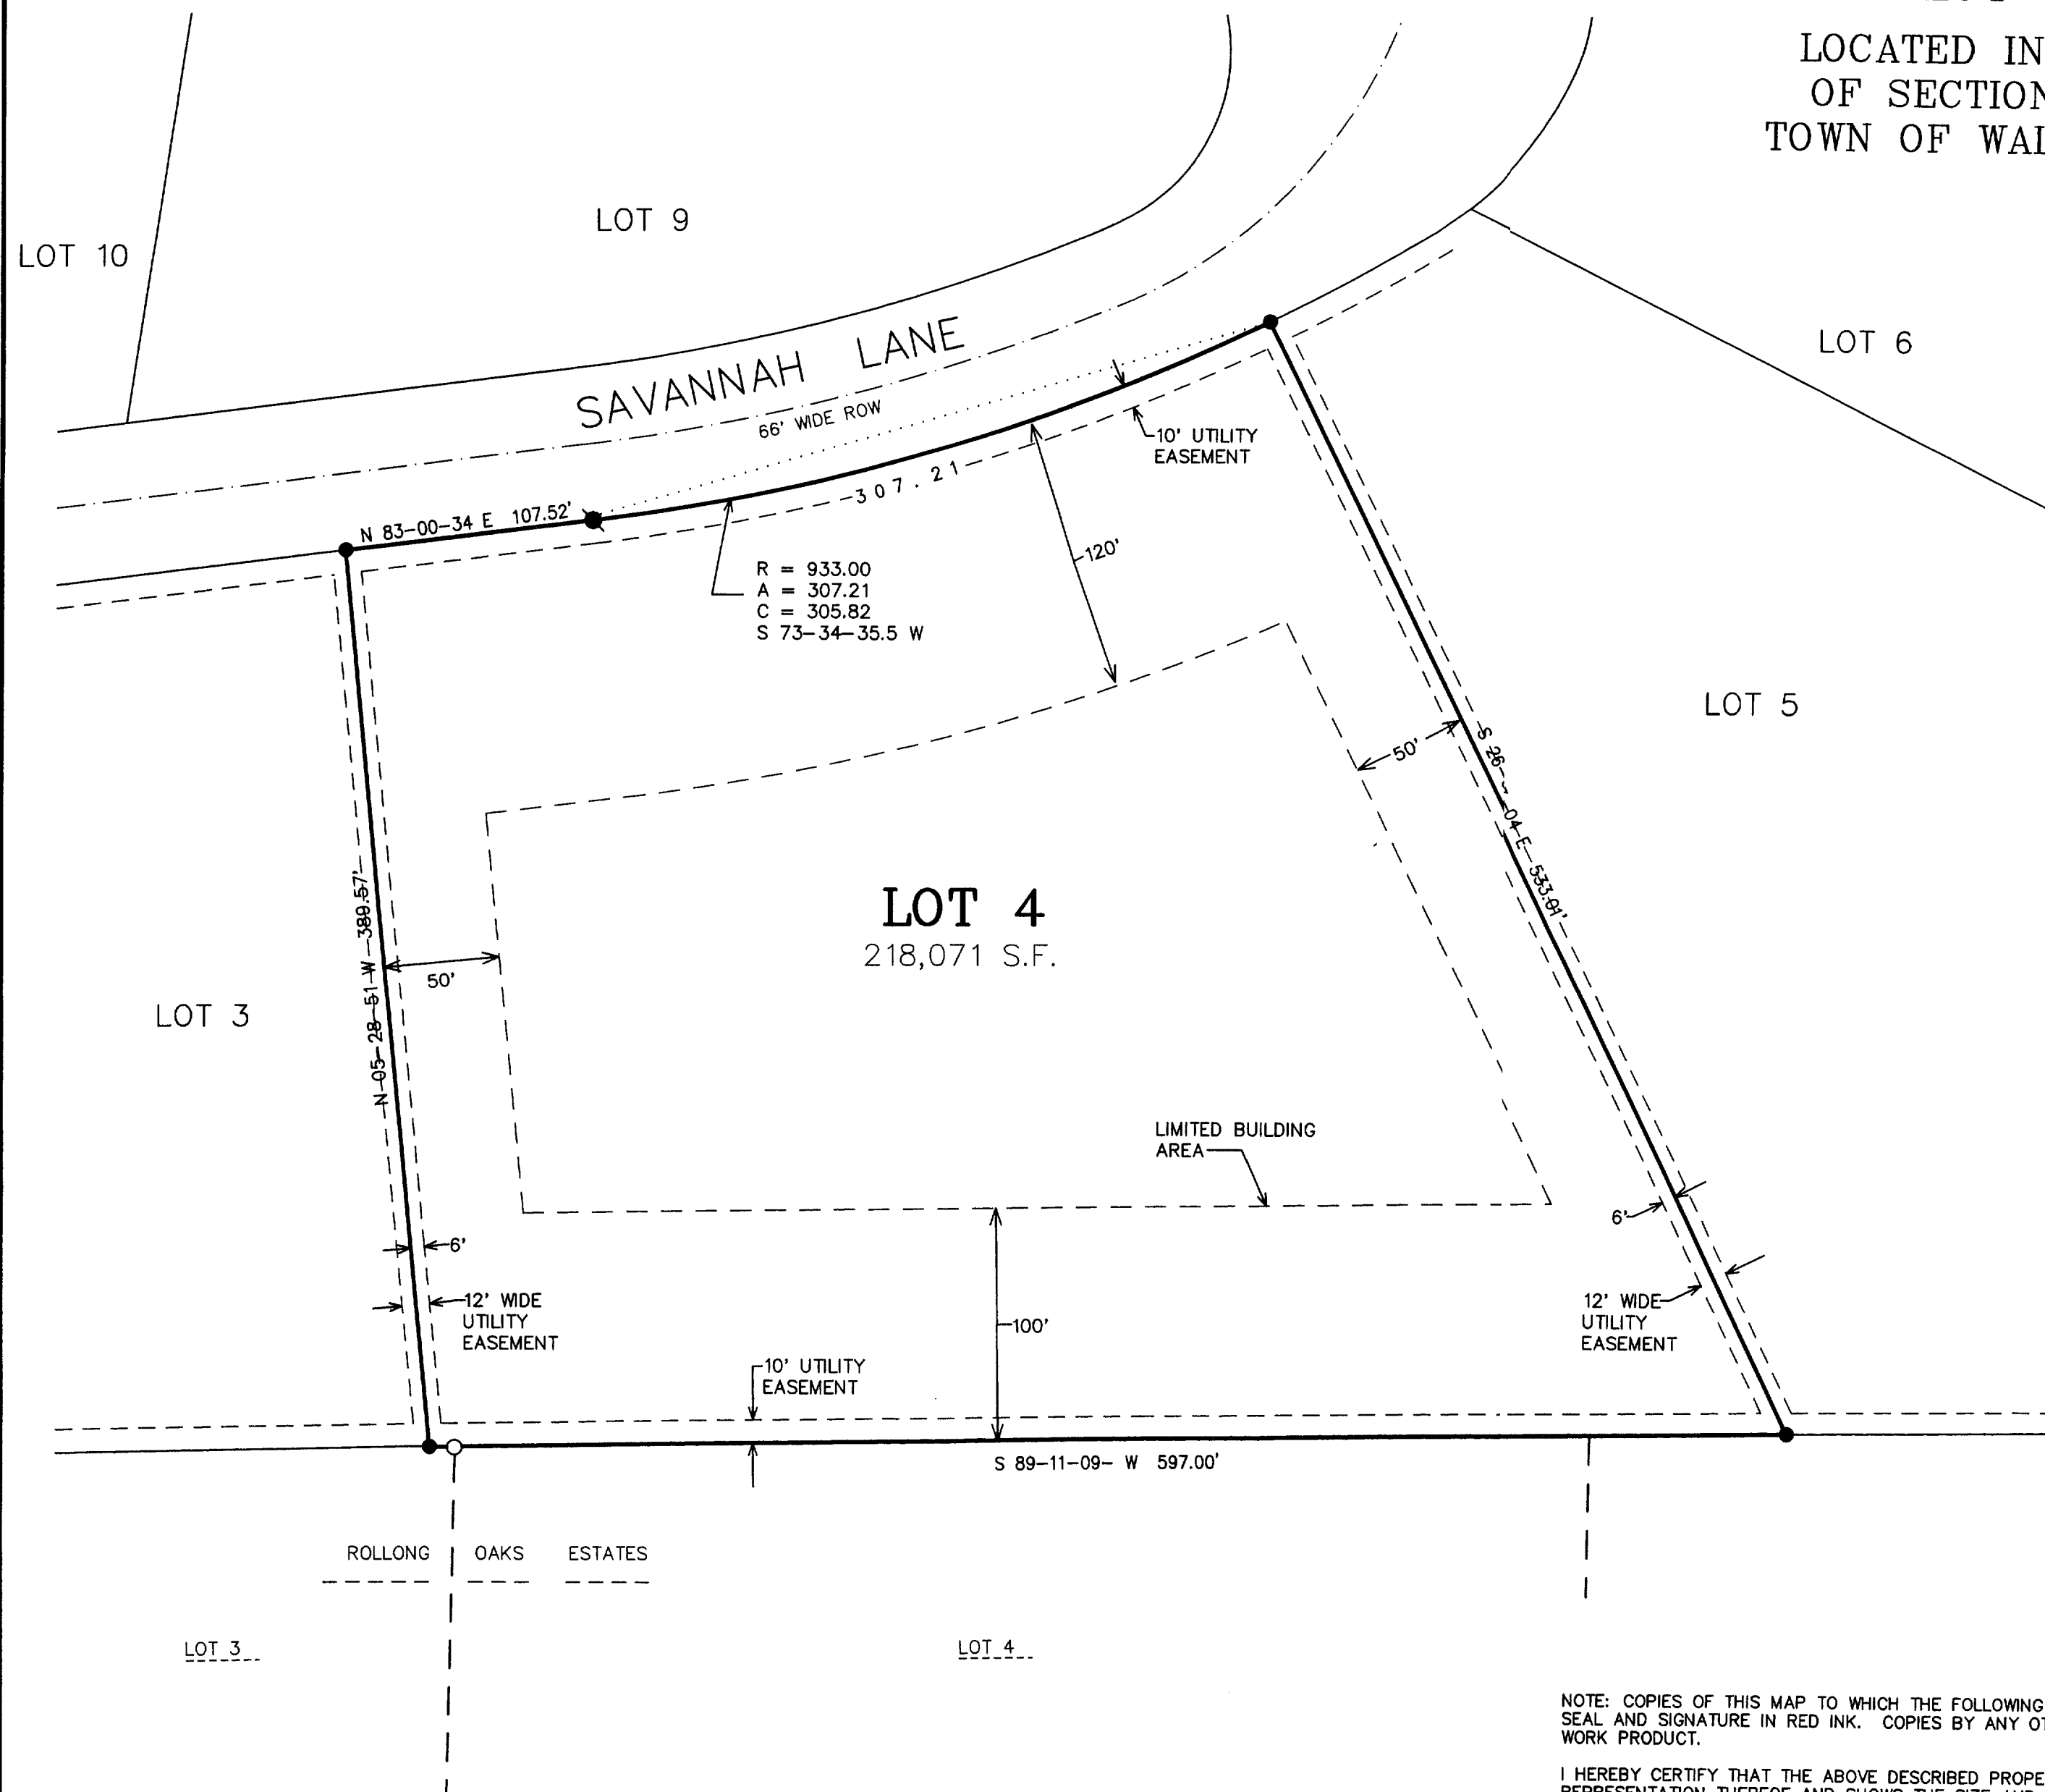 LOCATED IN
OF SECTION
TOWN OF WAL
LOT 9
LOT 10
LOT 6
SAVANNAH LANE
66' WIDE ROW
10' UTILITY
EASEMENT
307.21
N 83-00-34 E 107.52'
120'
R = 933.00
A = 307.21
C = 305.82
S 73-34-35.5 W
LOT 5
50'
S 26- 04 E 533.01'
LOT 4
218,071 S.F.
N 05-28-51 W 389.57'
50'
LOT 3
LIMITED BUILDING
AREA
6'
6'
12' WIDE
UTILITY
EASEMENT
12' WIDE
UTILITY
EASEMENT
100'
10' UTILITY
EASEMENT
S 89-11-09- W 597.00'
ROLLONG OAKS ESTATES
LOT 3
LOT 4
NOTE: COPIES OF THIS MAP TO WHICH THE FOLLOWING
SEAL AND SIGNATURE IN RED INK. COPIES BY ANY OT
WORK PRODUCT.
I HEREBY CERTIFY THAT THE ABOVE DESCRIBED PROPE